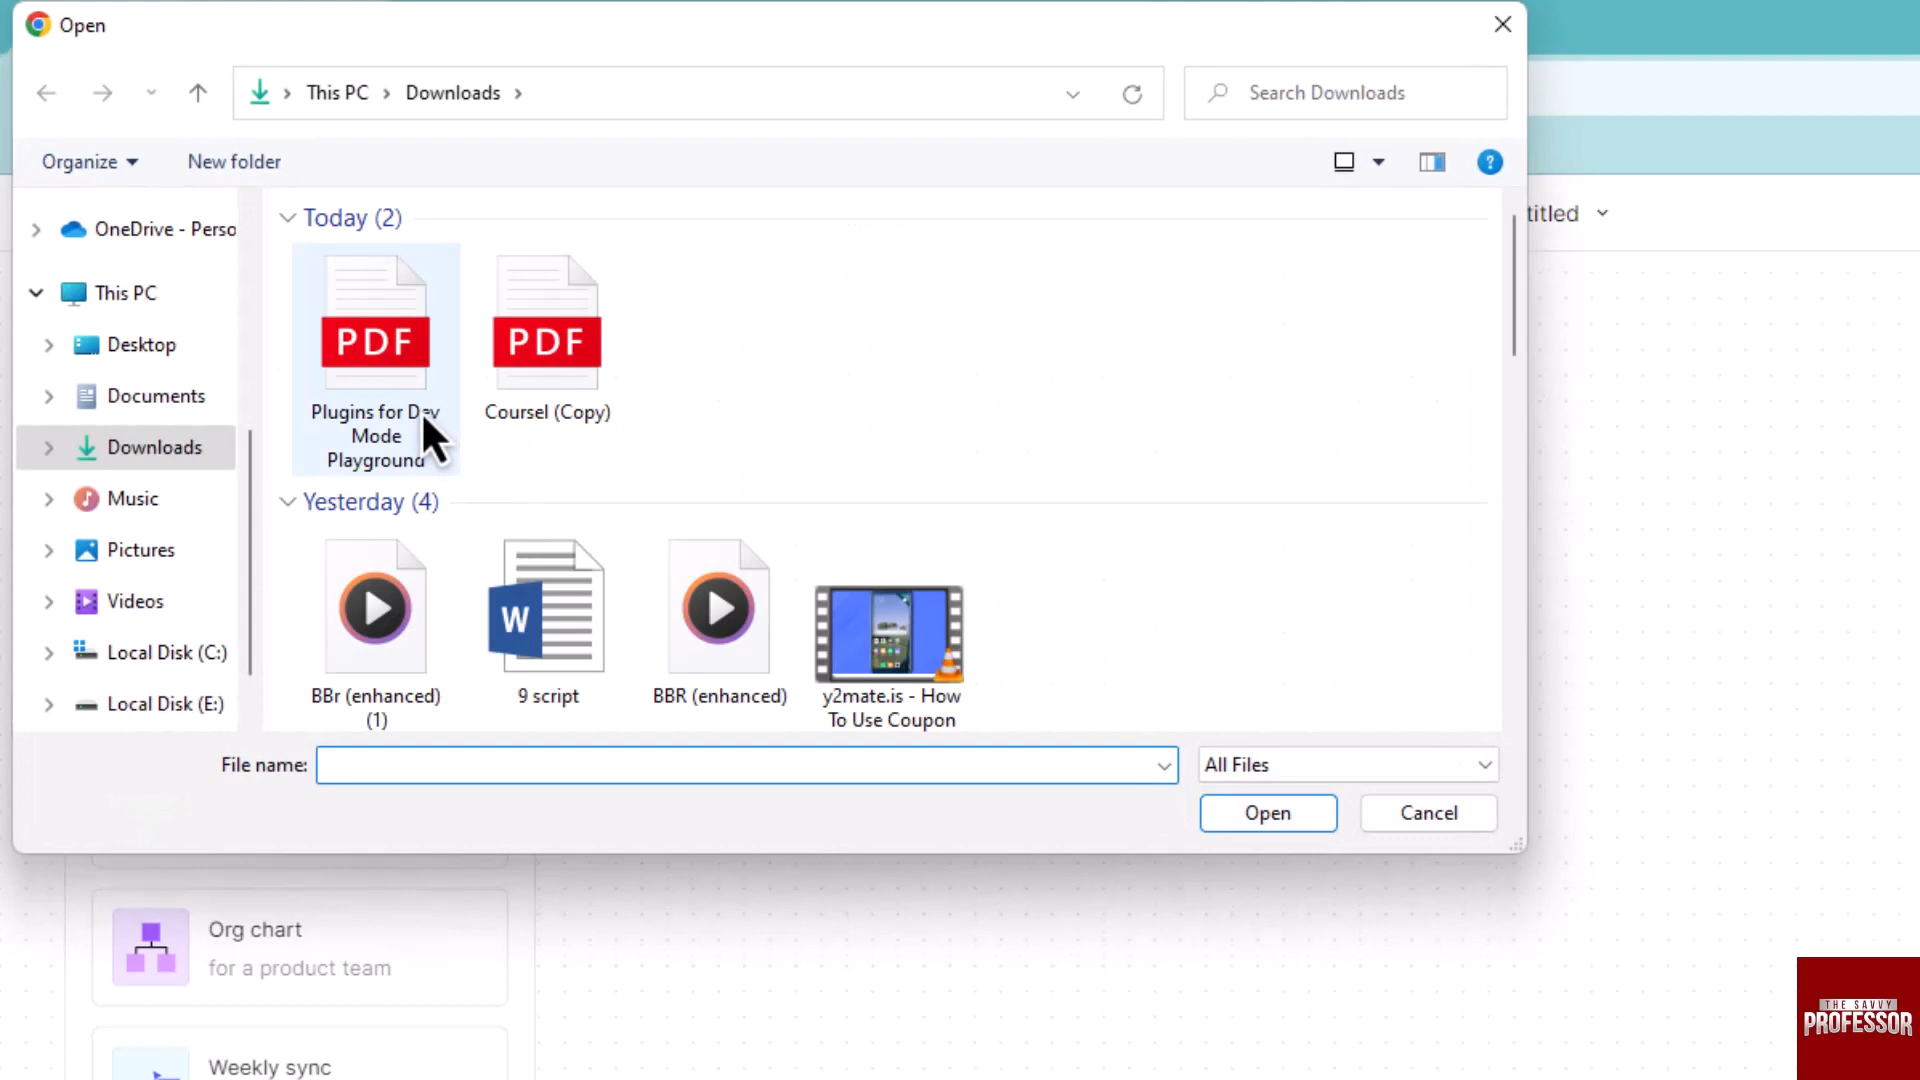 Open
This PC
Downloads
Search Downloads
Organize
New folder
?
titled
OneDrive - Perso
This PC
Desktop
Documents
Downloads
Music
Pictures
Videos
Local Disk (C:)
Local Disk (E:)
Today (2)
PDF
Plugins for Dev
Mode
Playground
PDF
Coursel (Copy)
Yesterday (4)
BBr (enhanced)
(1)
W
9 script
BBR (enhanced)
y2mate.is - How
To Use Coupon
File name:
All Files
Open
Cancel
Org chart
for a product team
Weekly sync
THE SAVVY
PROFESSOR